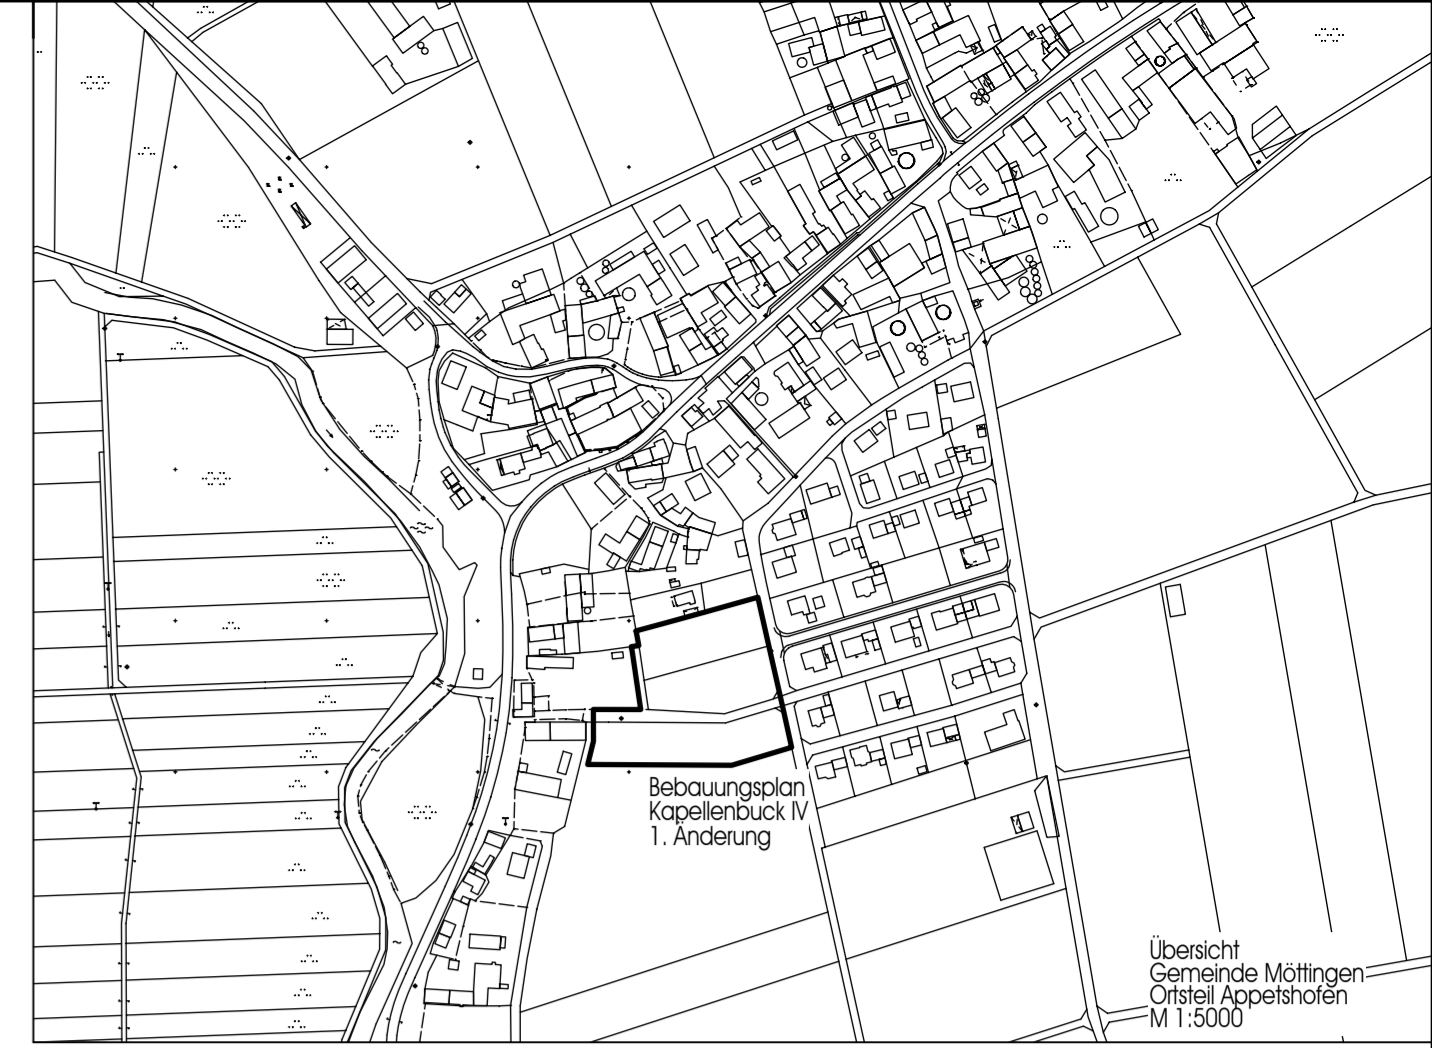 Bebauungsplan
Kapellenbuck IV
1. Änderung
Übersicht
Gemeinde Möttingen
Ortsteil Appetshofen
M 1:5000